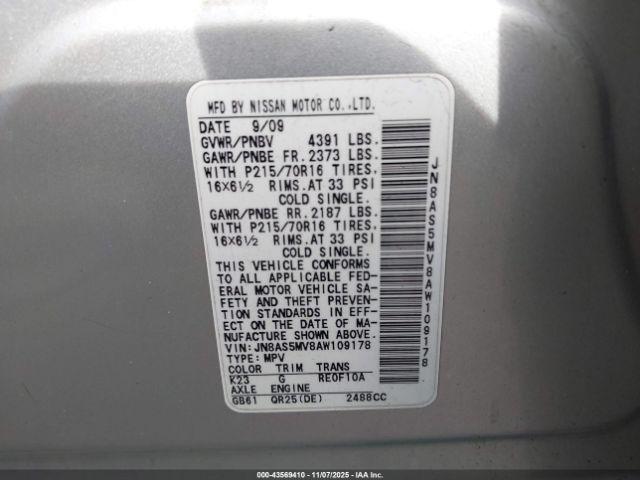 MFD BY NISSAN MOTOR CO.,LTD.
DATE 9/09
GVWR/PNBV 4391 LBS.
GAWR/PNBE FR. 2373 LBS.
WITH P215/70R16 TIRES,
16X6½ RIMS. AT 33 PSI
COLD SINGLE.
GAWR/PNBE RR. 2187 LBS.
WITH P215/70R16 TIRES,
16X6½ RIMS. AT 33 PSI
COLD SINGLE.
THIS VEHICLE CONFORMS
TO ALL APPLICABLE FED-
ERAL MOTOR VEHICLE SA-
FETY AND THEFT PREVEN-
TION STANDARDS IN EFF-
ECT ON THE DATE OF MA-
NUFACTURE SHOWN ABOVE.
VIN: JN8AS5MV8AW109178
TYPE: MPV
COLOR TRIM TRANS
K23 G RE0F10A
AXLE ENGINE
GB61 QR25(DE) 2488CC
JN8AS5MV8AW109178
000-43569410 - 11/07/2025 - IAAI.COM